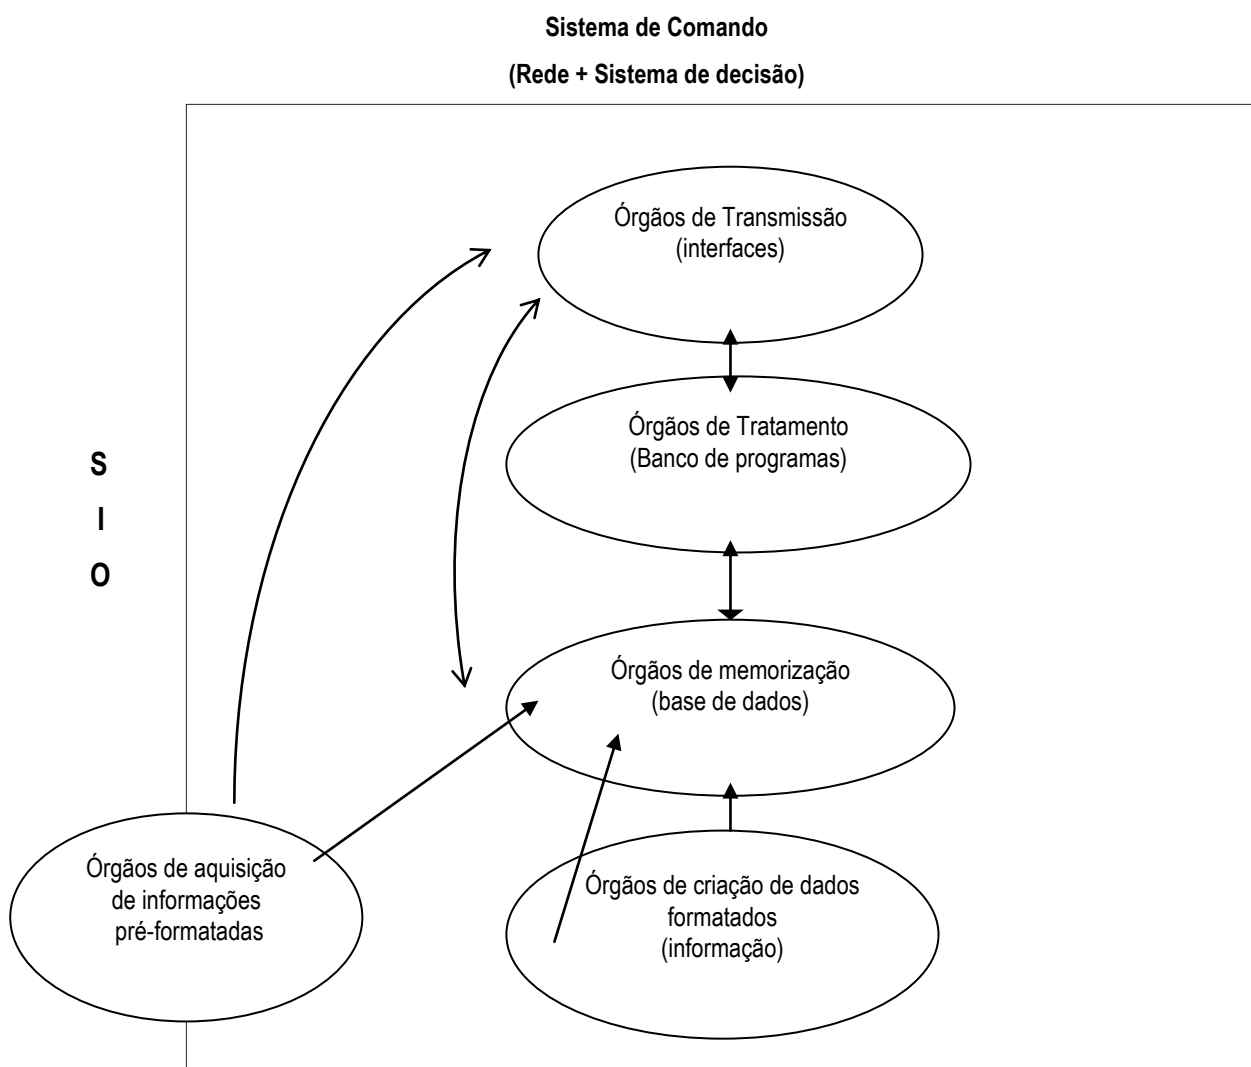 Sistema de Comando
(Rede + Sistema de decisão)
Órgãos de Transmissão
(interfaces)
Órgãos de Tratamento
(Banco de programas)
S
I
O
Órgãos de memorização
(base de dados)
Órgãos de aquisição
de informações
pré-formatadas
Órgãos de criação de dados
formatados
(informação)